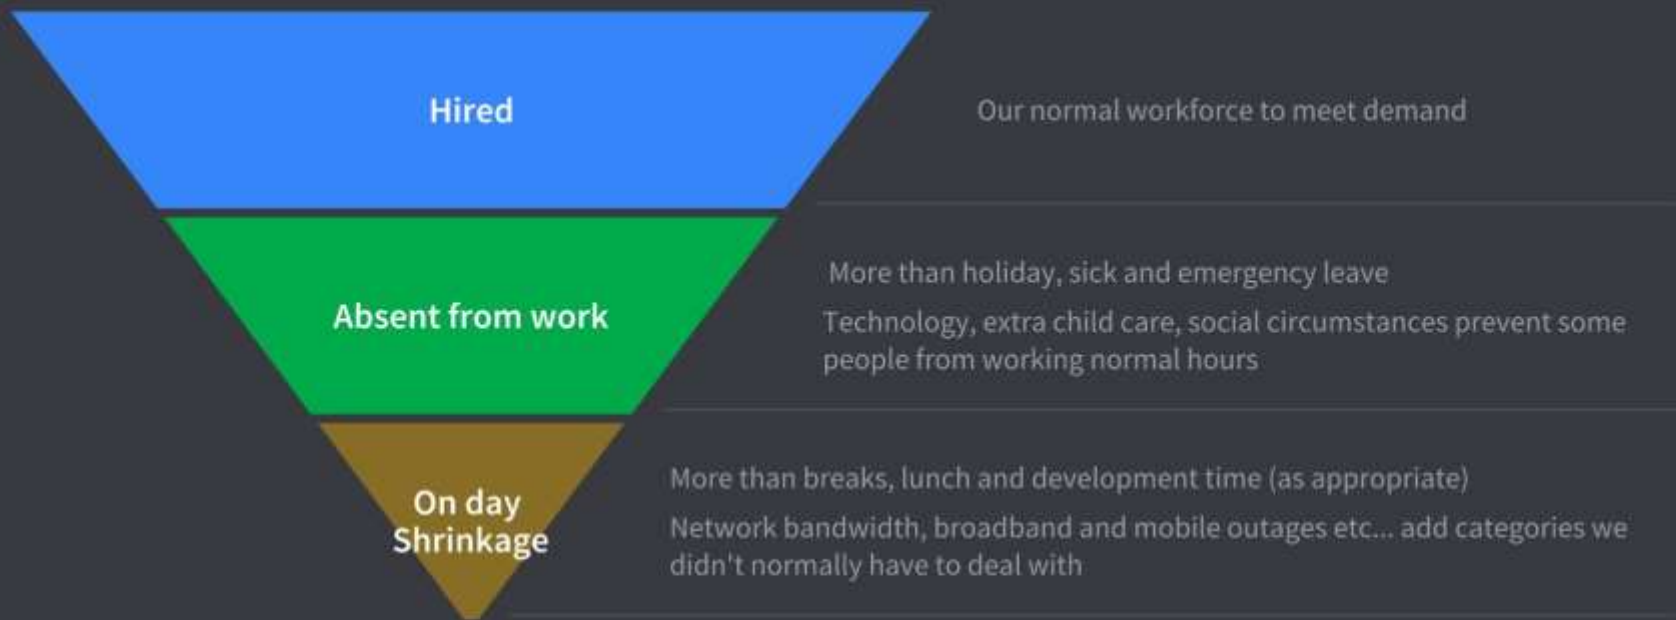 Hired
Our normal workforce to meet demand
Absent from work
More than holiday, sick and emergency leave
Technology, extra child care, social circumstances prevent some
people from working normal hours
On day
Shrinkage
More than breaks, lunch and development time (as appropriate)
Network bandwidth, broadband and mobile outages etc... add categories we
didn't normally have to deal with